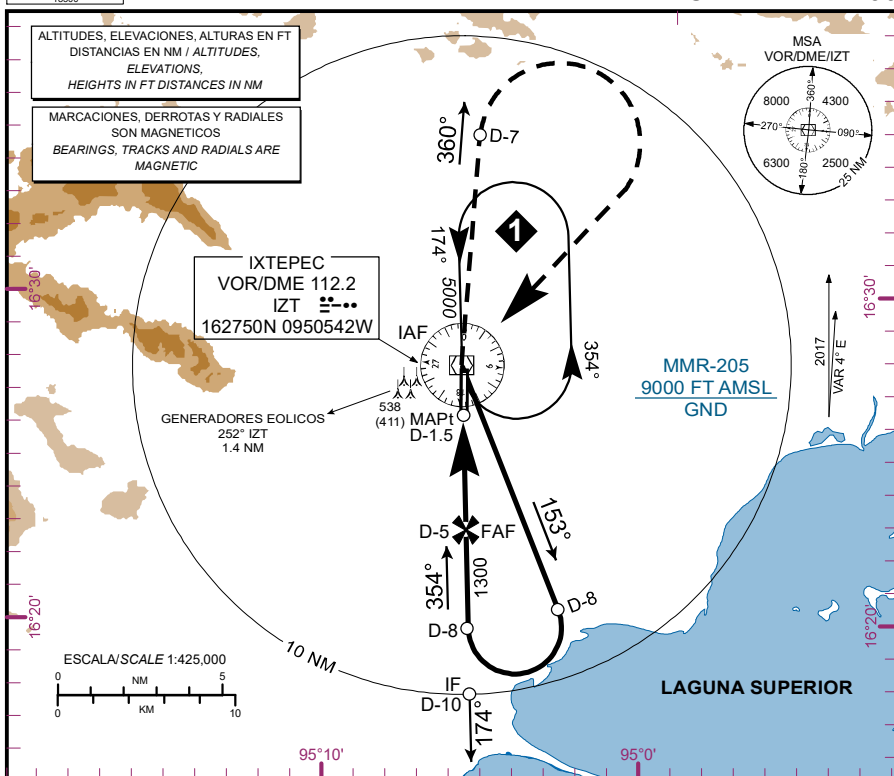 ALTITUDES, ELEVACIONES, ALTURAS EN FT
DISTANCIAS EN NM / ALTITUDES,
ELEVATIONS,
HEIGHTS IN FT DISTANCES IN NM
MARCACIONES, DERROTAS Y RADIALES
SON MAGNETICOS
BEARINGS, TRACKS AND RADIALS ARE
MAGNETIC
MSA
VOR/DME/IZT
360°
8000
4300
270°
090°
6300
2500
180°
25 NM
360°
D-7
1
174°
5000
16°30'
16°30'
IXTEPEC
VOR/DME 112.2
IZT
162750N 0950542W
IAF
0
27
9
18
354°
2017
VAR 4° E
MMR-205
9000 FT AMSL
GND
538
(411)
GENERADORES EOLICOS
252° IZT
1.4 NM
MAPt
D-1.5
153°
D-5
FAF
354°
1300
D-8
D-8
16°20'
16°20'
10 NM
ESCALA/SCALE 1:425,000
0
NM
5
0
KM
10
IF
D-10
174°
LAGUNA SUPERIOR
95°10'
95°0'